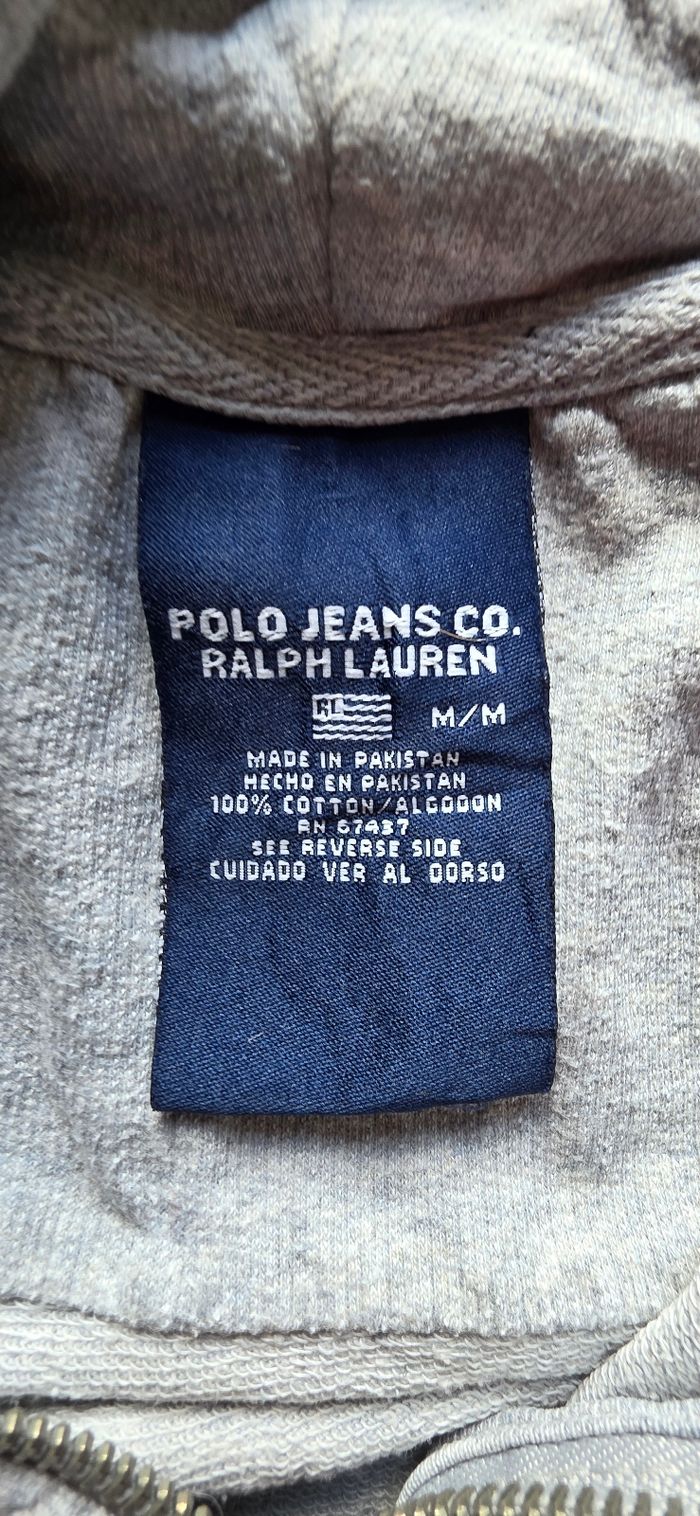 POLO JEANS CO.
RALPH LAUREN
RL M/M
MADE IN PAKISTAN
HECHO EN PAKISTAN
100% COTTON/ALGODON
RN 67437
SEE REVERSE SIDE
CUIDADO VER AL DORSO